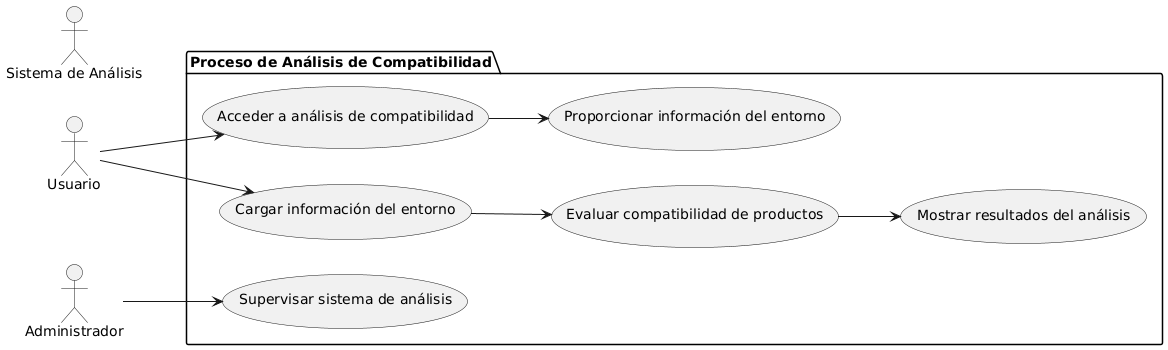 Sistema de Análisis
Proceso de Análisis de Compatibilidad
Acceder a análisis de compatibilidad
Proporcionar información del entorno
Usuario
Cargar información del entorno
Evaluar compatibilidad de productos
Mostrar resultados del análisis
Administrador
Supervisar sistema de análisis